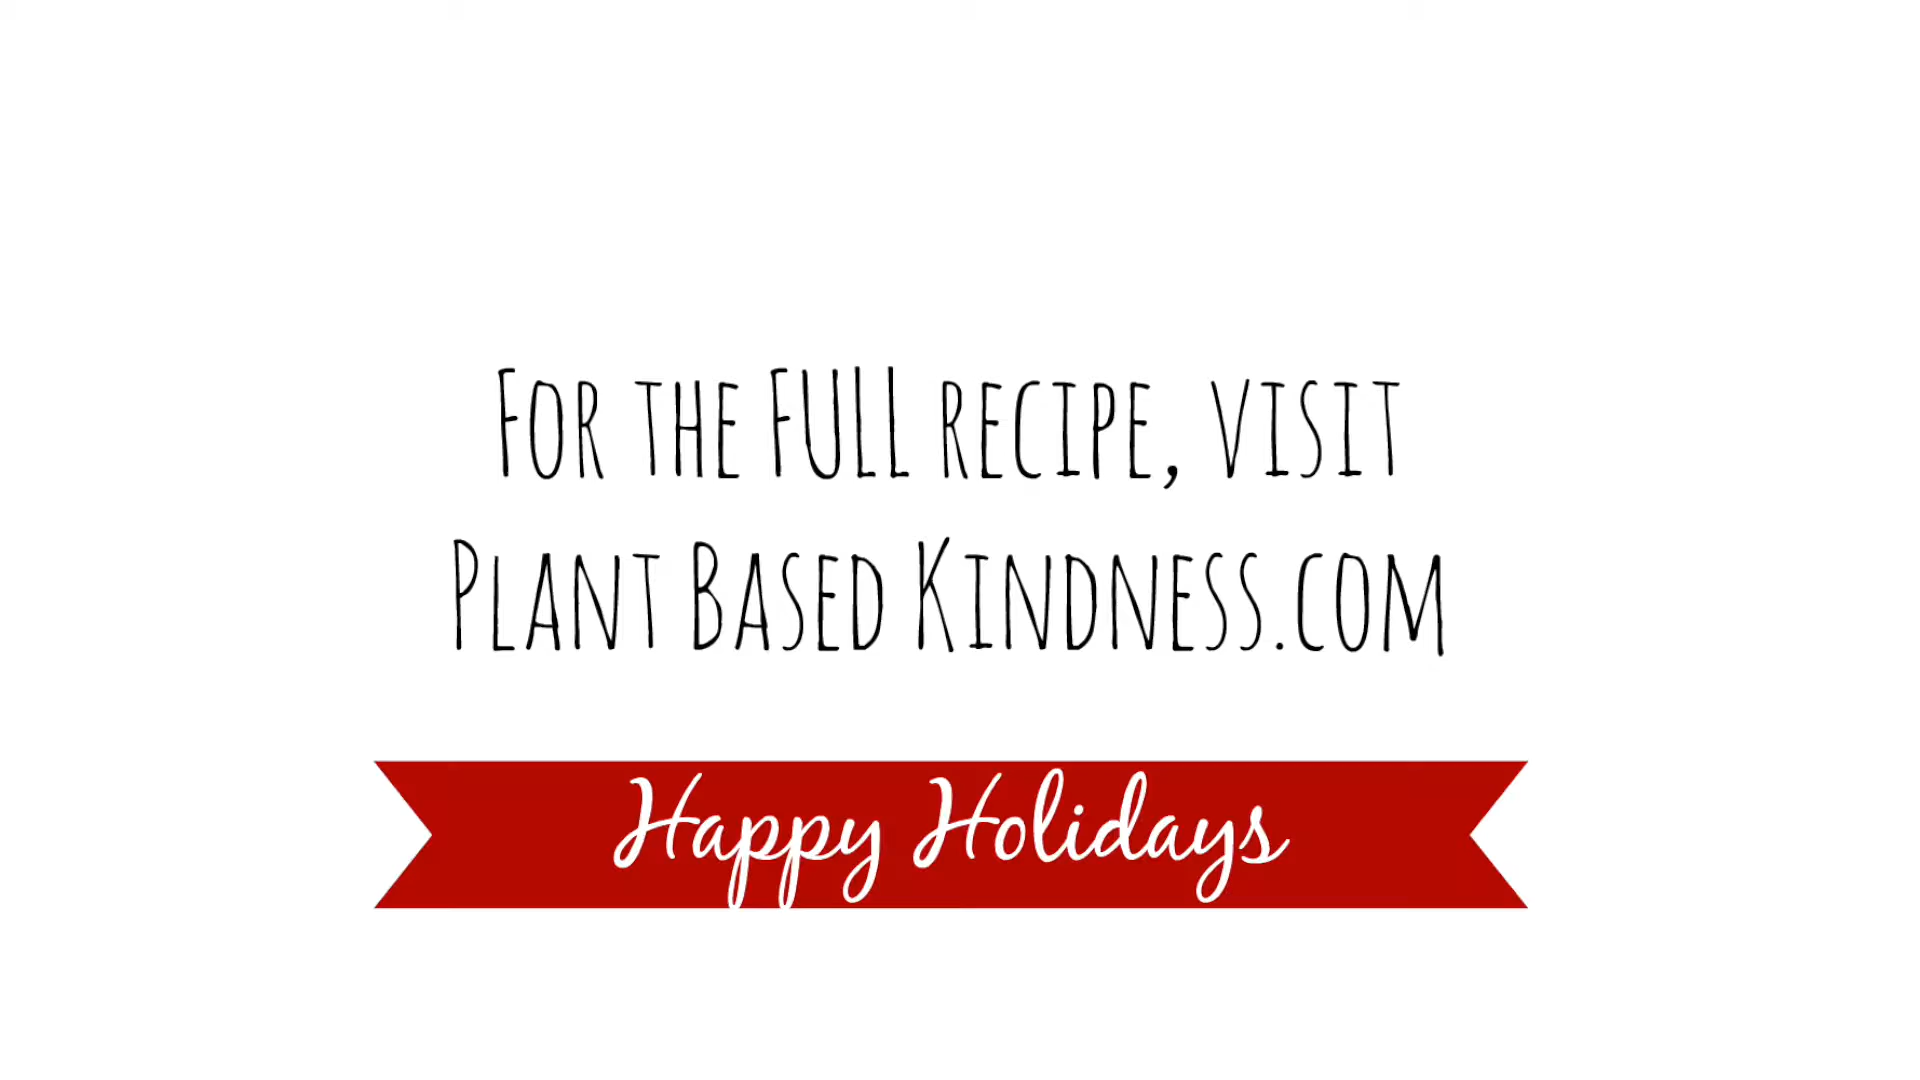 For the FULL recipe, visit
Plant Based Kindness.com
Happy Holidays